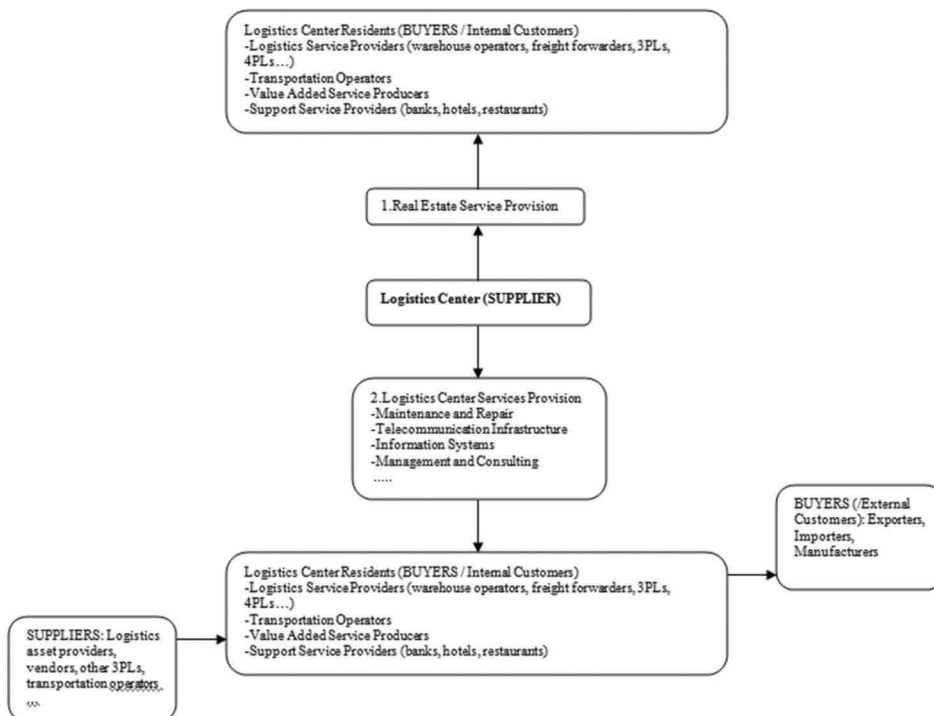 Logistics Center Residents (BUYERS / Internal Customers)
-Logistics Service Providers (warehouse operators, freight forwarders, 3PLs,
4PLs…)
-Transportation Operators
-Value Added Service Producers
-Support Service Providers (banks, hotels, restaurants)
1.Real Estate Service Provision
Logistics Center (SUPPLIER)
2.Logistics Center Services Provision
-Maintenance and Repair
-Telecommunication Infrastructure
-Information Systems
-Management and Consulting
.....
BUYERS (/External
Customers): Exporters,
Importers,
Manufacturers
Logistics Center Residents (BUYERS / Internal Customers)
-Logistics Service Providers (warehouse operators, freight forwarders, 3PLs,
4PLs…)
-Transportation Operators
-Value Added Service Producers
-Support Service Providers (banks, hotels, restaurants)
SUPPLIERS: Logistics
asset providers,
vendors, other 3PLs,
transportation operators
…